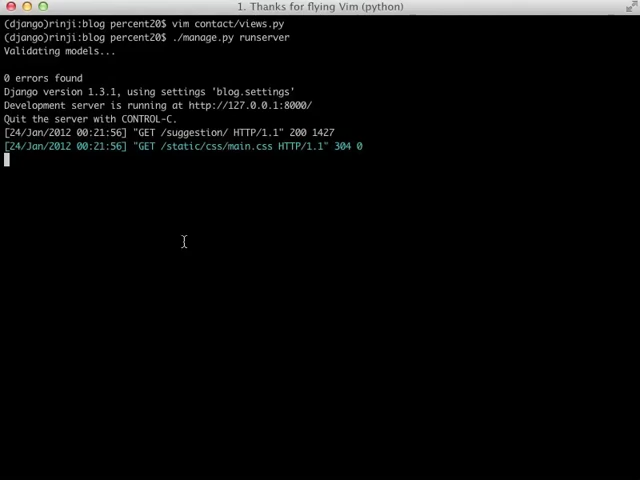 1. Thanks for flying Vim (python)
(django)rinji:blog percent20$ vim contact/views.py
(django)rinji:blog percent20$ ./manage.py runserver
Validating models...
0 errors found
Django version 1.3.1, using settings 'blog.settings'
Development server is running at http://127.0.0.1:8000/
Quit the server with CONTROL-C.
[24/Jan/2012 00:21:56] "GET /suggestion/ HTTP/1.1" 200 1427
[24/Jan/2012 00:21:56] "GET /static/css/main.css HTTP/1.1" 304 0